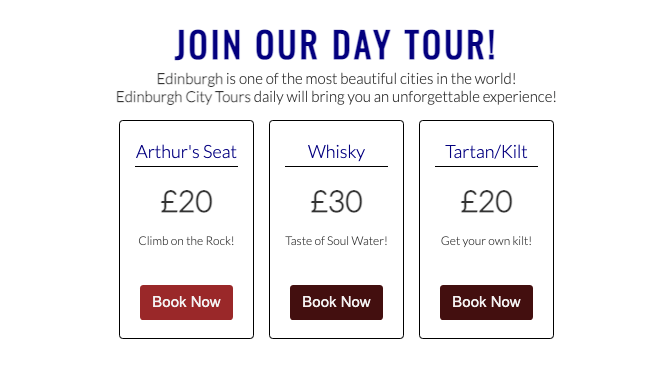 JOIN OUR DAY TOUR!
Edinburgh is one of the most beautiful cities in the world!
Edinburgh City Tours daily will bring you an unforgettable experience!
Arthur's Seat
£20
Climb on the Rock!
Book Now
Whisky
£30
Taste of Soul Water!
Book Now
Tartan/Kilt
£20
Get your own kilt!
Book Now